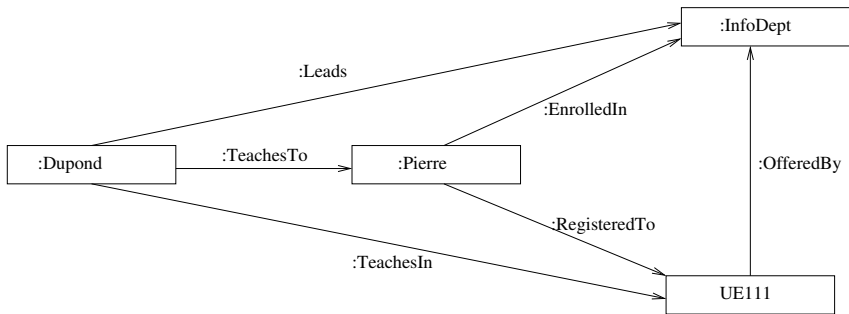 :InfoDept
:Leads
:EnrolledIn
:Dupond
:TeachesTo
:Pierre
:OfferedBy
:RegisteredTo
:TeachesIn
UE111